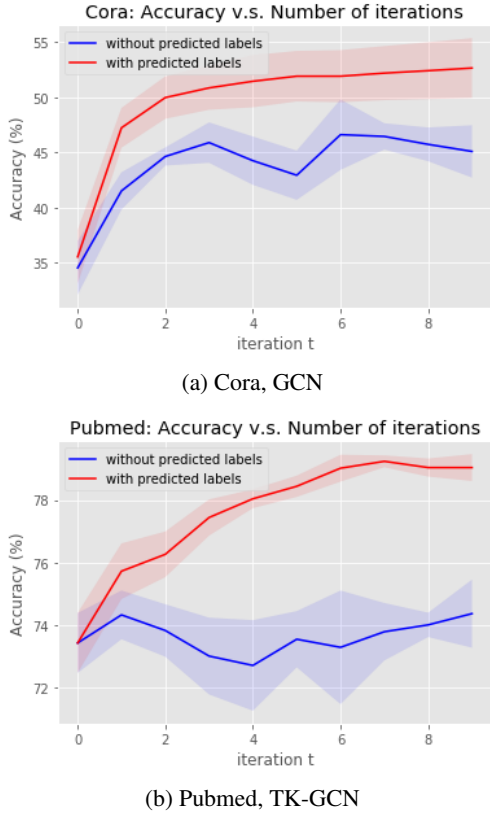 Cora: Accuracy v.s. Number of iterations
without predicted labels
with predicted labels
55
50
45
40
35
Accuracy (%)
0
2
4
6
8
iteration t
(a) Cora, GCN
Pubmed: Accuracy v.s. Number of iterations
without predicted labels
with predicted labels
78
76
74
72
Accuracy (%)
0
2
4
6
8
iteration t
(b) Pubmed, TK-GCN